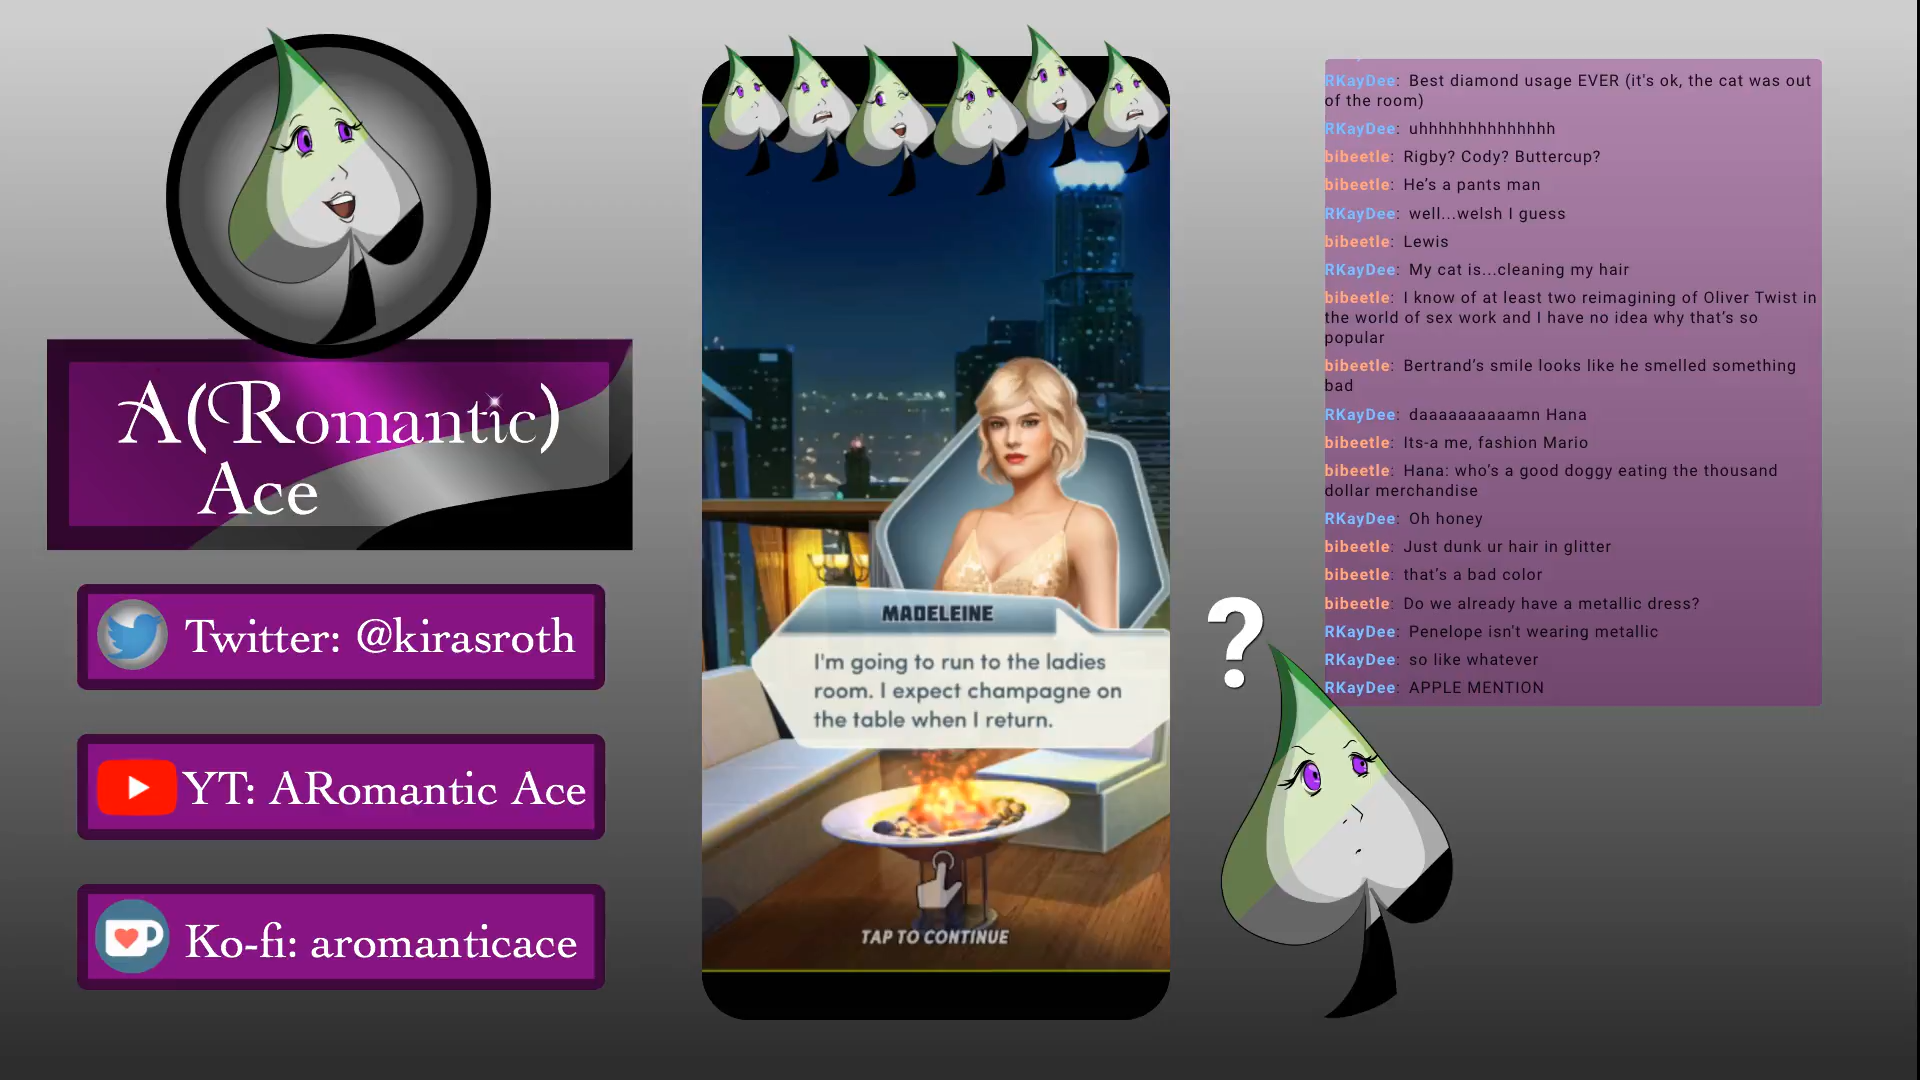 A(Romantic)
Ace
Twitter: @kirasroth
YT: ARomantic Ace
Ko-fi: aromanticace
MADELEINE
I'm going to run to the ladies
room. I expect champagne on
the table when I return.
TAP TO CONTINUE
?
RKayDee: Best diamond usage EVER (it's ok, the cat was out
of the room)
RKayDee: uhhhhhhhhhhhhhh
bibeetle: Rigby? Cody? Buttercup?
bibeetle: He’s a pants man
RKayDee: well...welsh I guess
bibeetle: Lewis
RKayDee: My cat is...cleaning my hair
bibeetle: I know of at least two reimagining of Oliver Twist in
the world of sex work and I have no idea why that’s so
popular
bibeetle: Bertrand’s smile looks like he smelled something
bad
RKayDee: daaaaaaaaaamn Hana
bibeetle: Its-a me, fashion Mario
bibeetle: Hana: who’s a good doggy eating the thousand
dollar merchandise
RKayDee: Oh honey
bibeetle: Just dunk ur hair in glitter
bibeetle: that’s a bad color
bibeetle: Do we already have a metallic dress?
RKayDee: Penelope isn't wearing metallic
RKayDee: so like whatever
RKayDee: APPLE MENTION